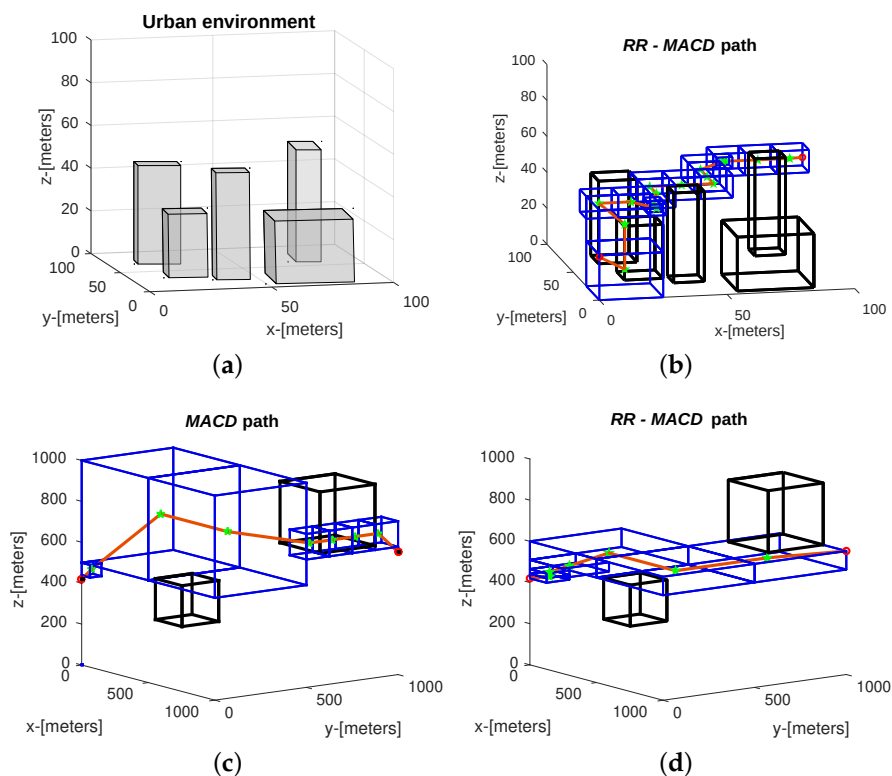 Urban environment
100
80
60
40
20
0
z-[meters]
100
50
0
y-[meters]
0
50
100
x-[meters]
(a)
RR - MACD path
100
80
60
40
20
0
z-[meters]
100
50
0
y-[meters]
0
50
100
x-[meters]
(b)
MACD path
1000
800
600
400
200
0
z-[meters]
0
500
1000
x-[meters]
0
500
1000
y-[meters]
(c)
RR - MACD path
1000
800
600
400
200
0
z-[meters]
0
500
1000
x-[meters]
0
500
1000
y-[meters]
(d)